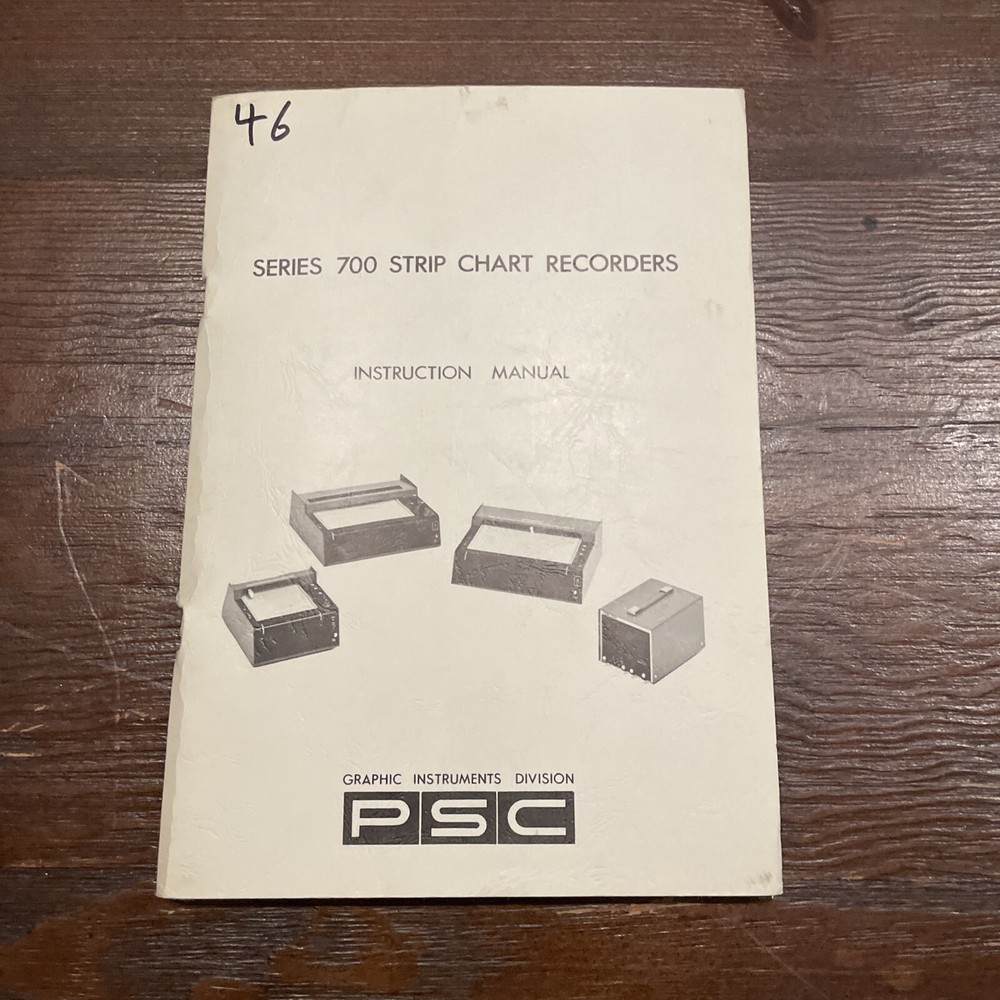 46
SERIES 700 STRIP CHART RECORDERS
INSTRUCTION MANUAL
GRAPHIC INSTRUMENTS DIVISION
PSC